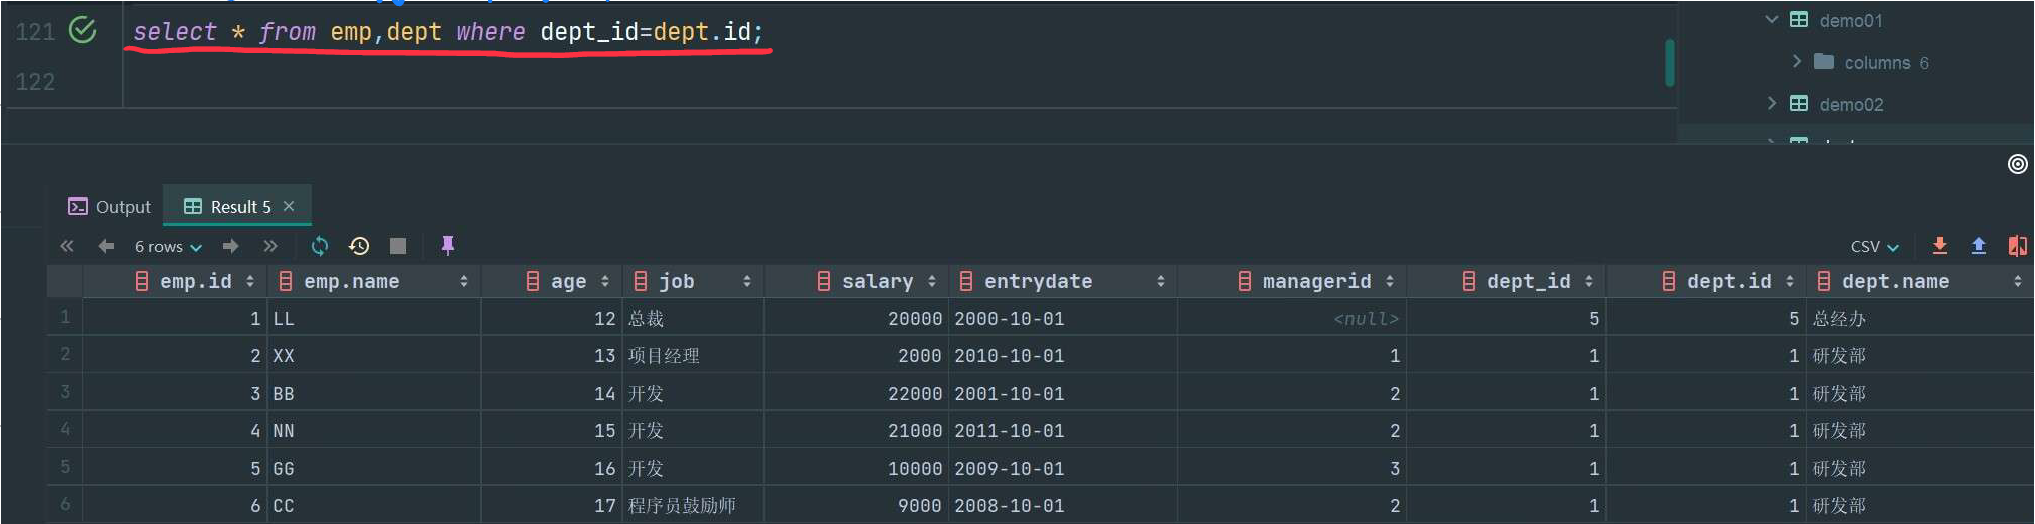 121 select * from emp,dept where dept_id=dept.id;
122
demo01
columns 6
demo02
Output Result 5
6 rows CSV
emp.id emp.name age job salary entrydate managerid dept_id dept.id dept.name
1 1 LL 12 总裁 20000 2000-10-01 <null> 5 5 总经办
2 2 XX 13 项目经理 2000 2010-10-01 1 1 1 研发部
3 3 BB 14 开发 22000 2001-10-01 2 1 1 研发部
4 4 NN 15 开发 21000 2011-10-01 2 1 1 研发部
5 5 GG 16 开发 10000 2009-10-01 3 1 1 研发部
6 6 CC 17 程序员鼓励师 9000 2008-10-01 2 1 1 研发部